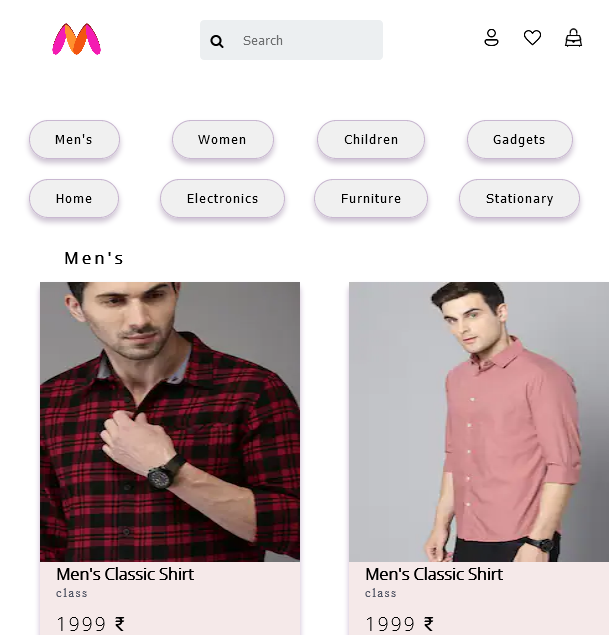 Search
Men's Women Children Gadgets
Home Electronics Furniture Stationary
Men's
Men's Classic Shirt Men's Classic Shirt
class class
1999 ₹ 1999 ₹